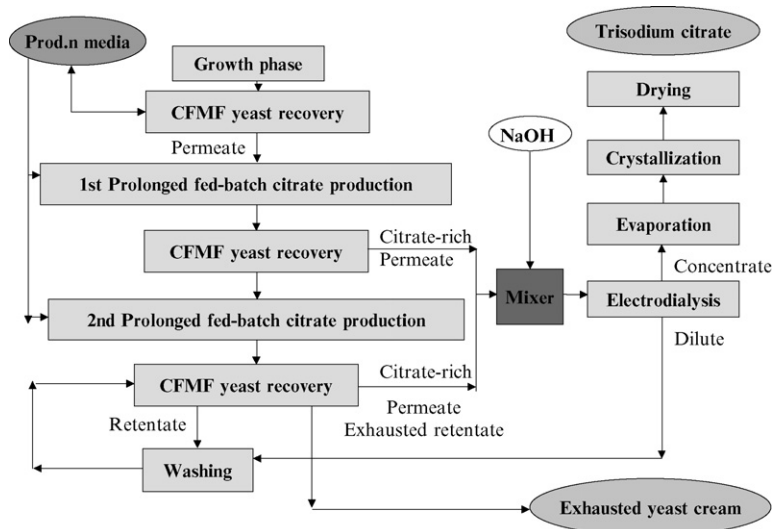 Prod.n media
Trisodium citrate
Growth phase
Drying
CFMF yeast recovery
NaOH
Permeate
Crystallization
1st Prolonged fed-batch citrate production
Evaporation
CFMF yeast recovery
Citrate-rich
Permeate
Concentrate
Mixer
Electrodialysis
2nd Prolonged fed-batch citrate production
Dilute
CFMF yeast recovery
Citrate-rich
Permeate
Retentate
Exhausted retentate
Washing
Exhausted yeast cream